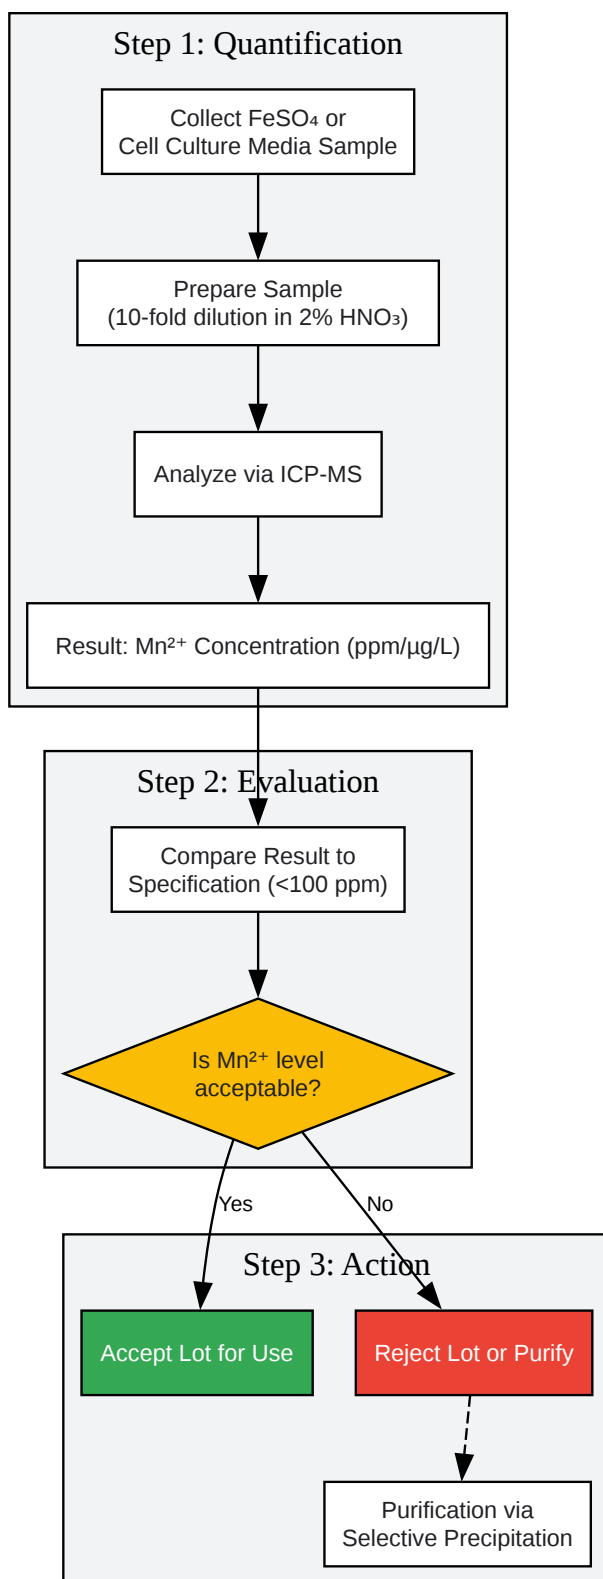 Step 1: Quantification
Collect FeSO₄ or
Cell Culture Media Sample
Prepare Sample
(10-fold dilution in 2% HNO₃)
Analyze via ICP-MS
Result: Mn²⁺ Concentration (ppm/µg/L)
Step 2: Evaluation
Compare Result to
Specification (<100 ppm)
Is Mn²⁺ level
acceptable?
Yes
No
Step 3: Action
Accept Lot for Use
Reject Lot or Purify
Purification via
Selective Precipitation